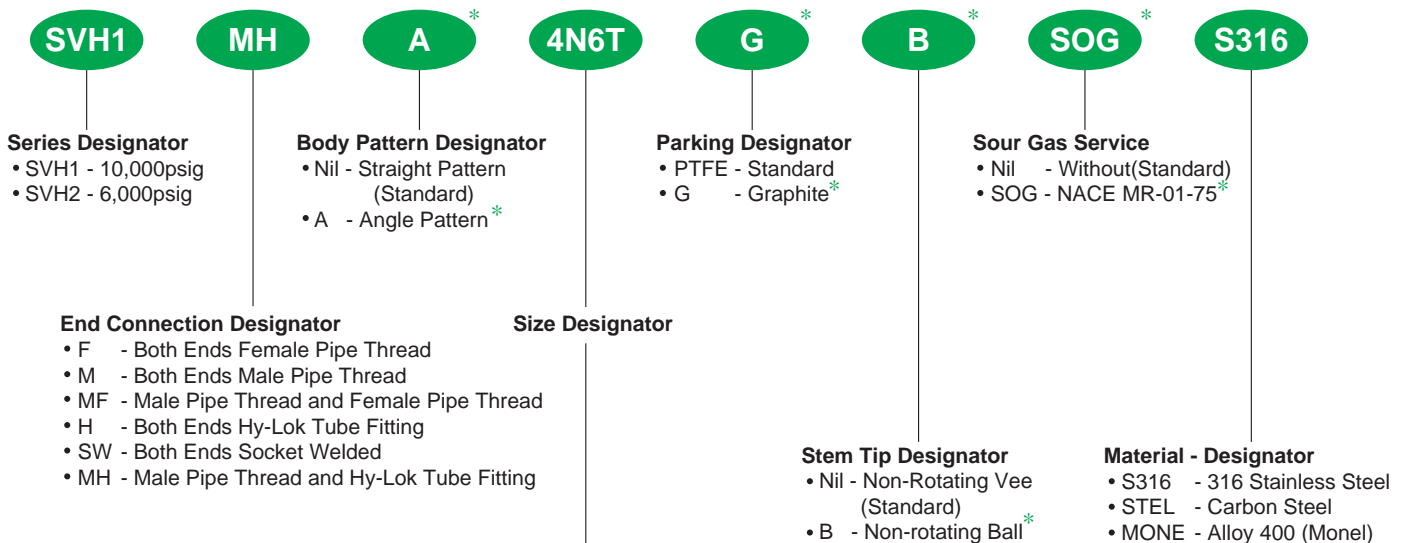 SVH1 MH A* 4N6T G* B* SOG* S316
Series Designator
• SVH1 - 10,000psig
• SVH2 - 6,000psig
Body Pattern Designator
• Nil - Straight Pattern
(Standard)
• A - Angle Pattern*
Parking Designator
• PTFE - Standard
• G - Graphite*
Sour Gas Service
• Nil - Without(Standard)
• SOG - NACE MR-01-75*
End Connection Designator
• F - Both Ends Female Pipe Thread
• M - Both Ends Male Pipe Thread
• MF - Male Pipe Thread and Female Pipe Thread
• H - Both Ends Hy-Lok Tube Fitting
• SW - Both Ends Socket Welded
• MH - Male Pipe Thread and Hy-Lok Tube Fitting
Size Designator
Stem Tip Designator
• Nil - Non-Rotating Vee
(Standard)
• B - Non-rotating Ball*
Material - Designator
• S316 - 316 Stainless Steel
• STEL - Carbon Steel
• MONE - Alloy 400 (Monel)